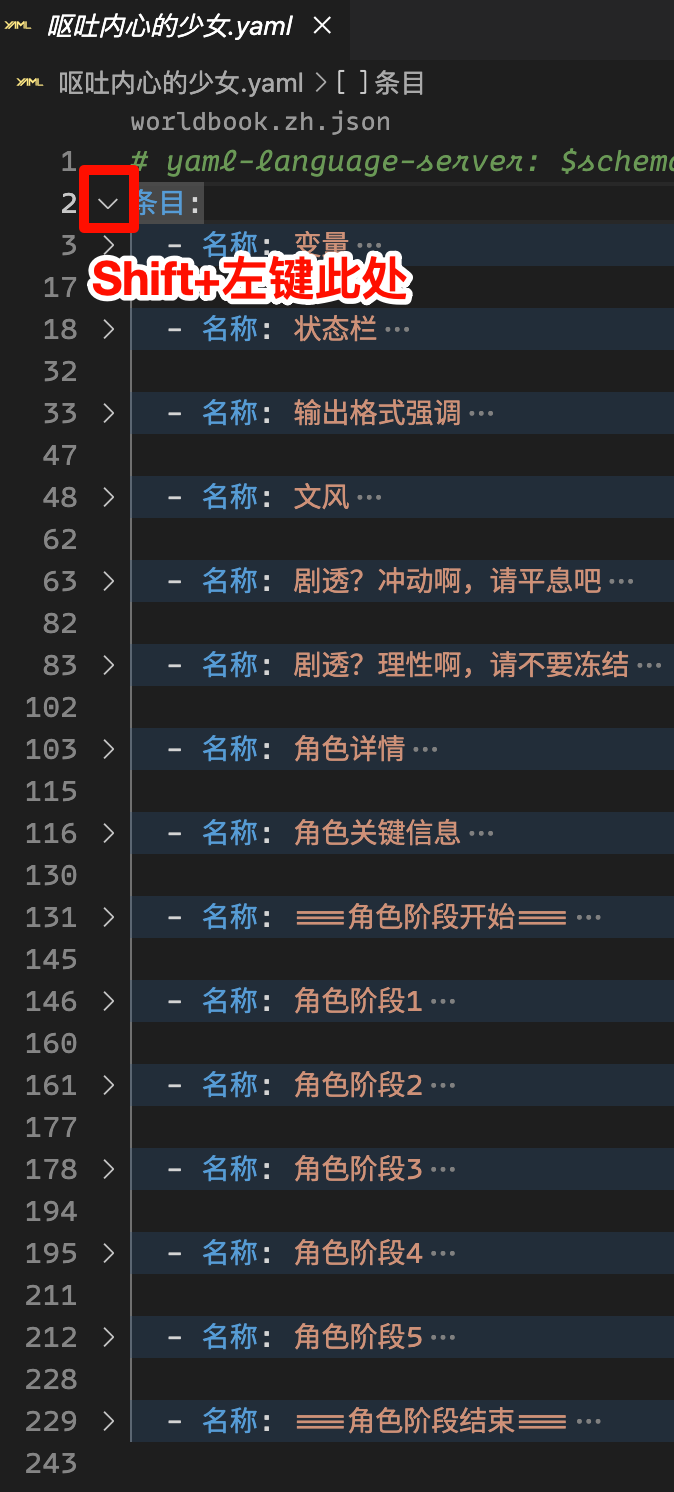 YAML 呕吐内心的少女.yaml ×
YAML 呕吐内心的少女.yaml > [ ] 条目
worldbook.zh.json
1 # yaml-language-server: $schema
2 条目:
3 - 名称: 变量…
Shift+左键此处
17
18 - 名称: 状态栏…
32
33 - 名称: 输出格式强调…
47
48 - 名称: 文风…
62
63 - 名称: 剧透？冲动啊，请平息吧…
82
83 - 名称: 剧透？理性啊，请不要冻结…
102
103 - 名称: 角色详情…
115
116 - 名称: 角色关键信息…
130
131 - 名称: ===角色阶段开始===…
145
146 - 名称: 角色阶段1…
160
161 - 名称: 角色阶段2…
177
178 - 名称: 角色阶段3…
194
195 - 名称: 角色阶段4…
211
212 - 名称: 角色阶段5…
228
229 - 名称: ===角色阶段结束===…
243